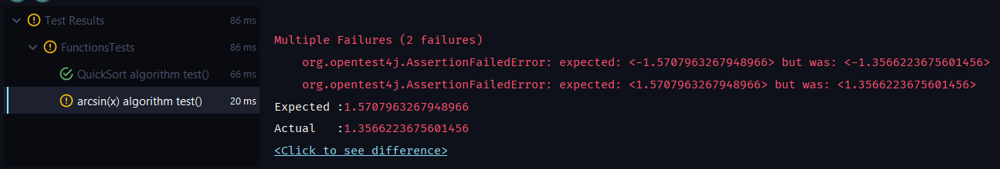 Test Results 86 ms
FunctionsTests 86 ms
QuickSort algorithm test() 66 ms
arcsin(x) algorithm test() 20 ms
Multiple Failures (2 failures)
org.opentest4j.AssertionFailedError: expected: <-1.5707963267948966> but was: <-1.3566223675601456>
org.opentest4j.AssertionFailedError: expected: <1.5707963267948966> but was: <1.3566223675601456>
Expected :1.5707963267948966
Actual :1.3566223675601456
<Click to see difference>